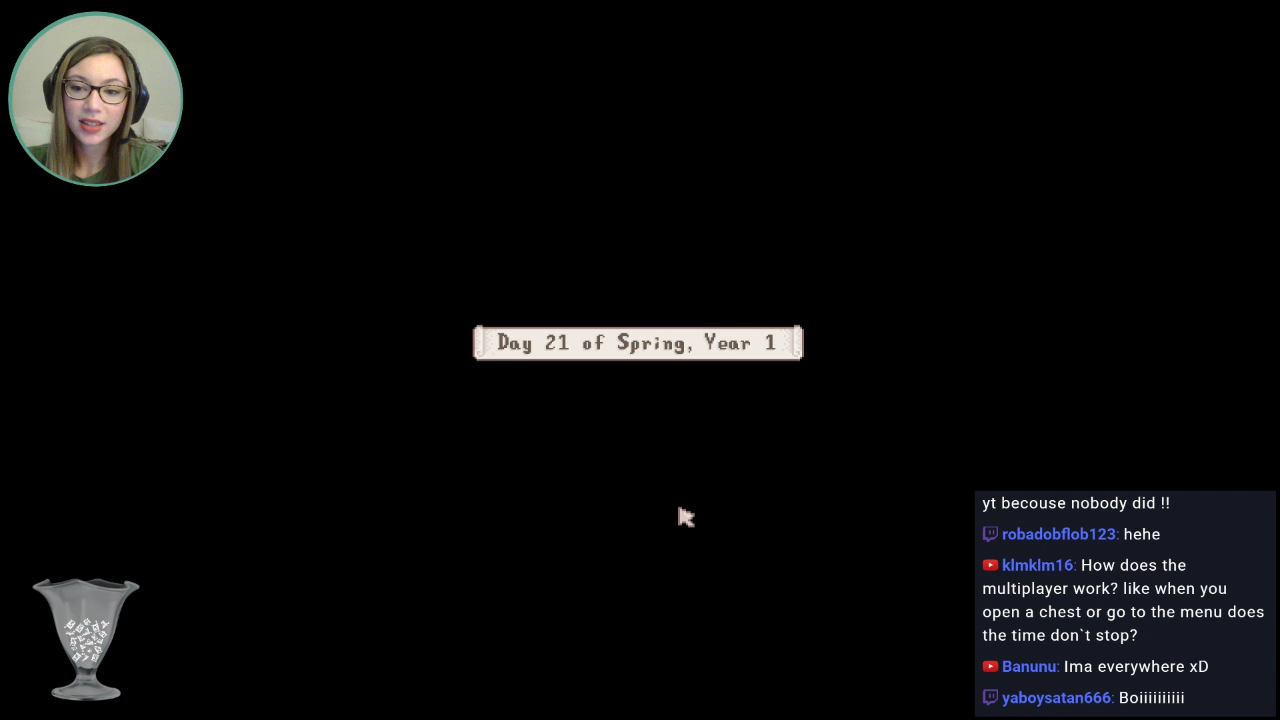 Day 21 of Spring, Year 1
yt becouse nobody did !!
robadobflob123: hehe
klmklm16: How does the
multiplayer work? like when you
open a chest or go to the menu does
the time don`t stop?
Banunu: Ima everywhere xD
yaboysatan666: Boiiiiiiiiii